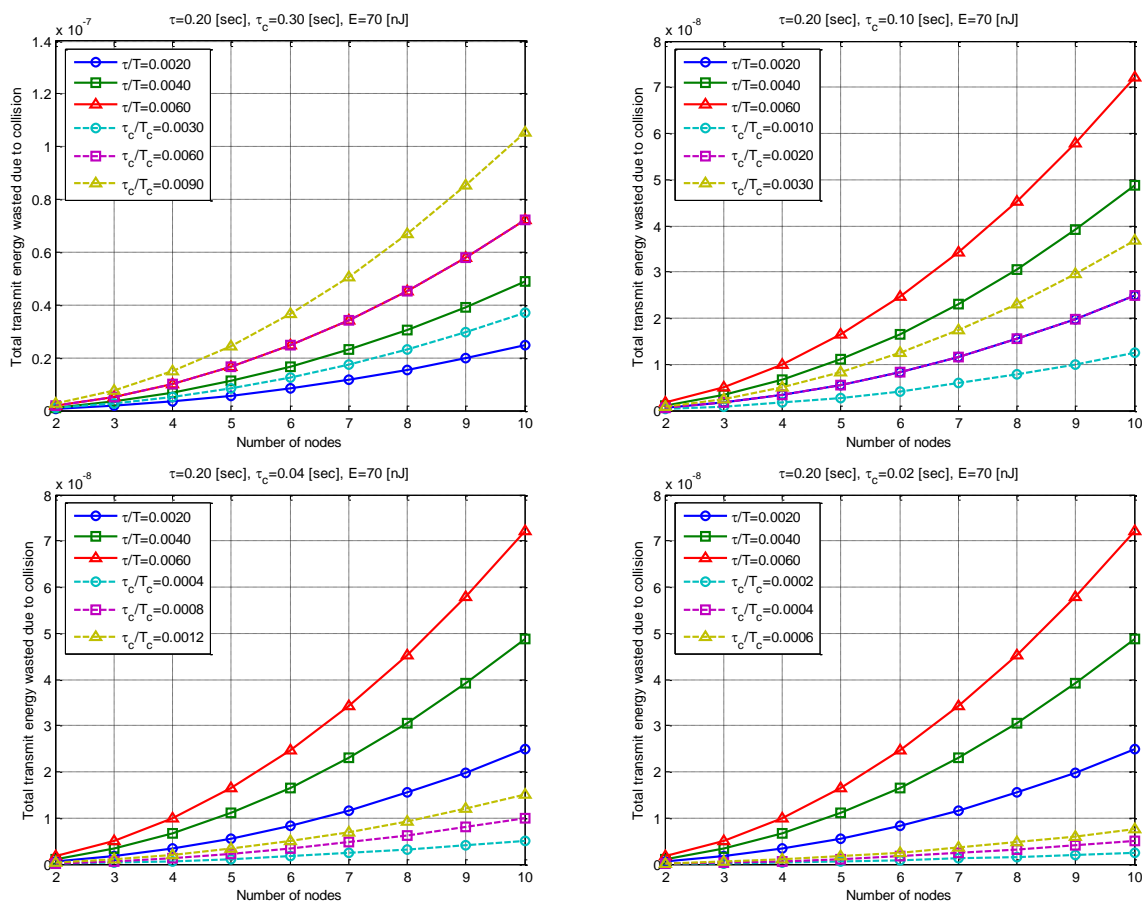 τ=0.20 [sec], τc=0.30 [sec], E=70 [nJ]
x 10^-7
1.4
1.2
1
0.8
0.6
0.4
0.2
0
Total transmit energy wasted due to collision
τ/T=0.0020
τ/T=0.0040
τ/T=0.0060
τc/Tc=0.0030
τc/Tc=0.0060
τc/Tc=0.0090
2 3 4 5 6 7 8 9 10
Number of nodes
τ=0.20 [sec], τc=0.10 [sec], E=70 [nJ]
x 10^-8
8
7
6
5
4
3
2
1
0
Total transmit energy wasted due to collision
τ/T=0.0020
τ/T=0.0040
τ/T=0.0060
τc/Tc=0.0010
τc/Tc=0.0020
τc/Tc=0.0030
2 3 4 5 6 7 8 9 10
Number of nodes
τ=0.20 [sec], τc=0.04 [sec], E=70 [nJ]
x 10^-8
8
7
6
5
4
3
2
1
0
Total transmit energy wasted due to collision
τ/T=0.0020
τ/T=0.0040
τ/T=0.0060
τc/Tc=0.0004
τc/Tc=0.0008
τc/Tc=0.0012
2 3 4 5 6 7 8 9 10
Number of nodes
τ=0.20 [sec], τc=0.02 [sec], E=70 [nJ]
x 10^-8
8
7
6
5
4
3
2
1
0
Total transmit energy wasted due to collision
τ/T=0.0020
τ/T=0.0040
τ/T=0.0060
τc/Tc=0.0002
τc/Tc=0.0004
τc/Tc=0.0006
2 3 4 5 6 7 8 9 10
Number of nodes